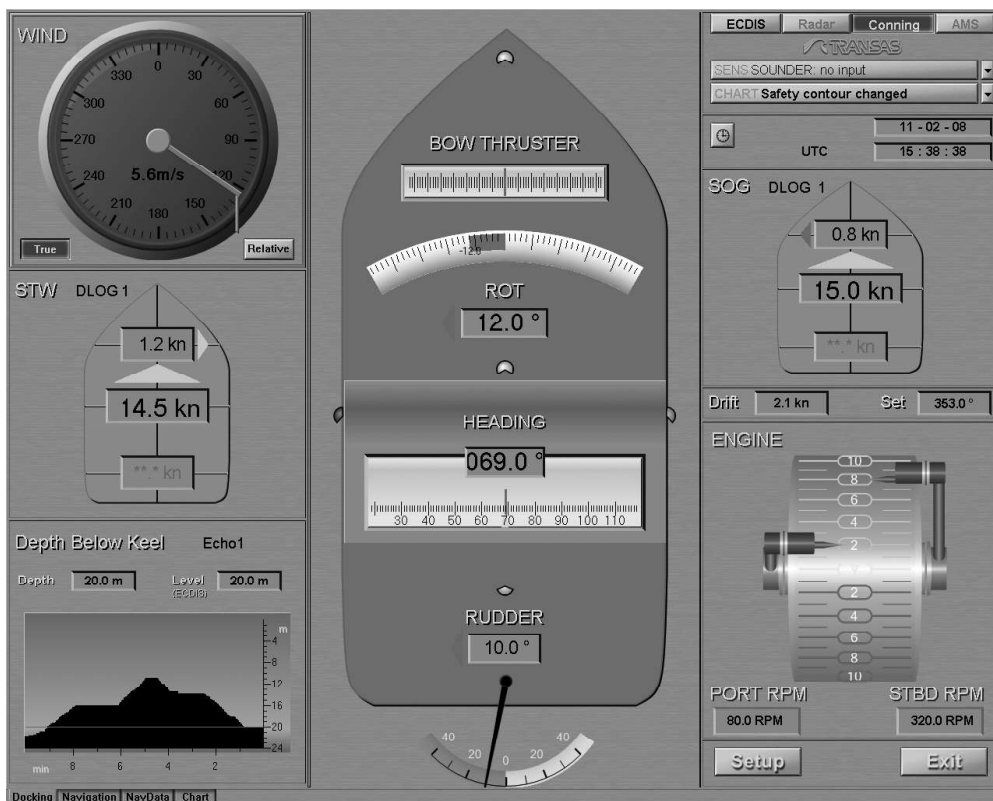 WIND
0
30
60
90
120
150
180
210
240
270
300
330
5.6m/s
True
Relative
STW DLOG 1
1.2 kn
14.5 kn
**.* kn
Depth Below Keel Echo1
Depth 20.0 m
Level 20.0 m
(ECDIS)
m
4
8
12
16
20
24
min 8 6 4 2
Docking Navigation NavData Chart
BOW THRUSTER
-12.0
ROT
12.0 °
HEADING
069.0 °
30 40 50 60 70 80 90 100 110
RUDDER
10.0 °
40 20 0 20 40
ECDIS Radar Conning AMS
TRANSAS
SENS SOUNDER: no input
CHART Safety contour changed
11 - 02 - 08
UTC 15 : 38 : 38
SOG DLOG 1
0.8 kn
15.0 kn
**.* kn
Drift 2.1 kn Set 353.0 °
ENGINE
10
8
6
4
2
2
4
6
8
10
PORT RPM STBD RPM
80.0 RPM 320.0 RPM
Setup Exit